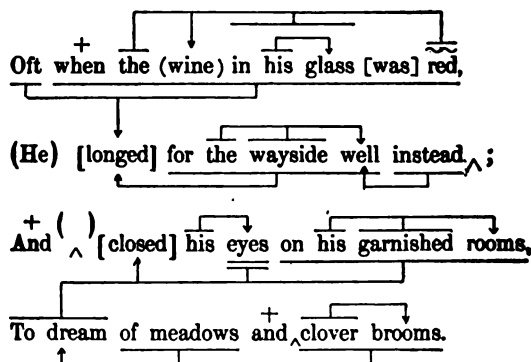 Oft when the (wine) in his glass [was] red,
(He) [longed] for the wayside well instead ^ ;
And ( ) ^ [closed] his eyes on his garnished rooms,
To dream of meadows and ^ clover brooms.